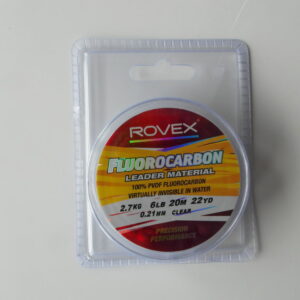 ROVEX
FLUOROCARBON
LEADER MATERIAL
100% PVDF FLUOROCARBON
VIRTUALLY INVISIBLE IN WATER
2.7KG 6LB 20M 22YD
0.21MM CLEAR
PRECISION
PERFORMANCE